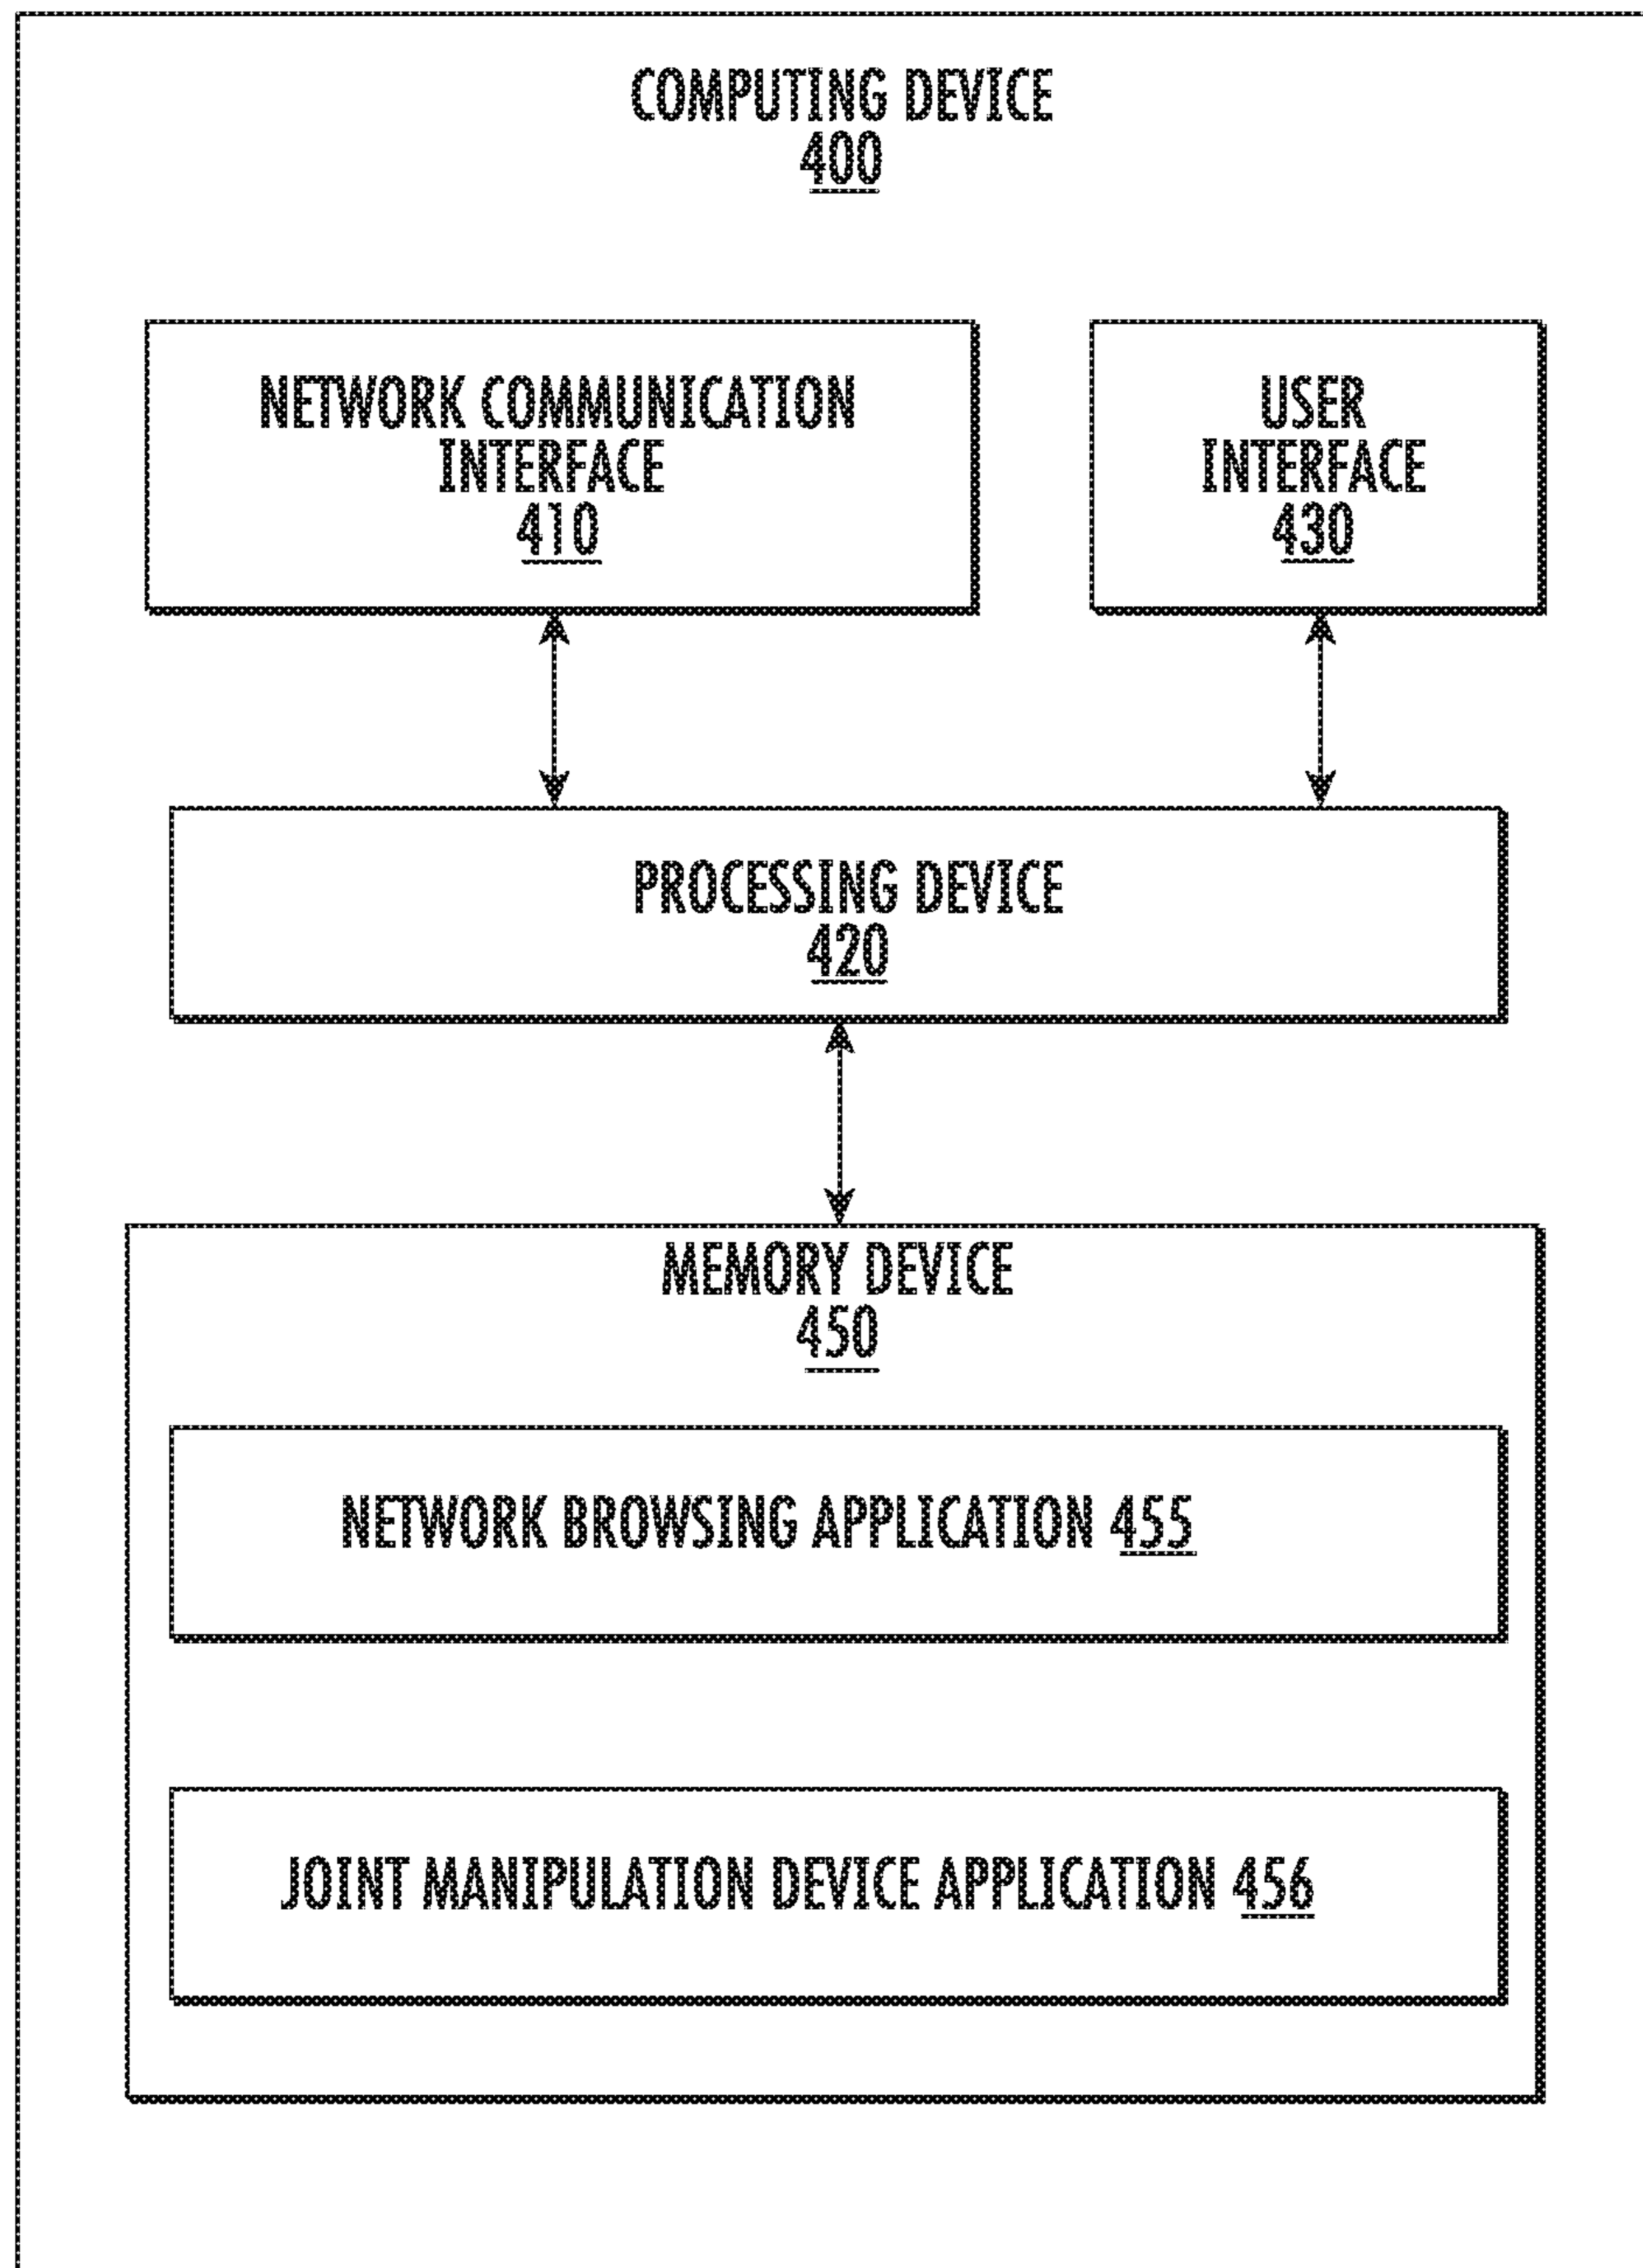 COMPUTING DEVICE
400
NETWORK COMMUNICATION
INTERFACE
410
USER
INTERFACE
430
PROCESSING DEVICE
420
MEMORY DEVICE
450
NETWORK BROWSING APPLICATION 455
JOINT MANIPULATION DEVICE APPLICATION 456